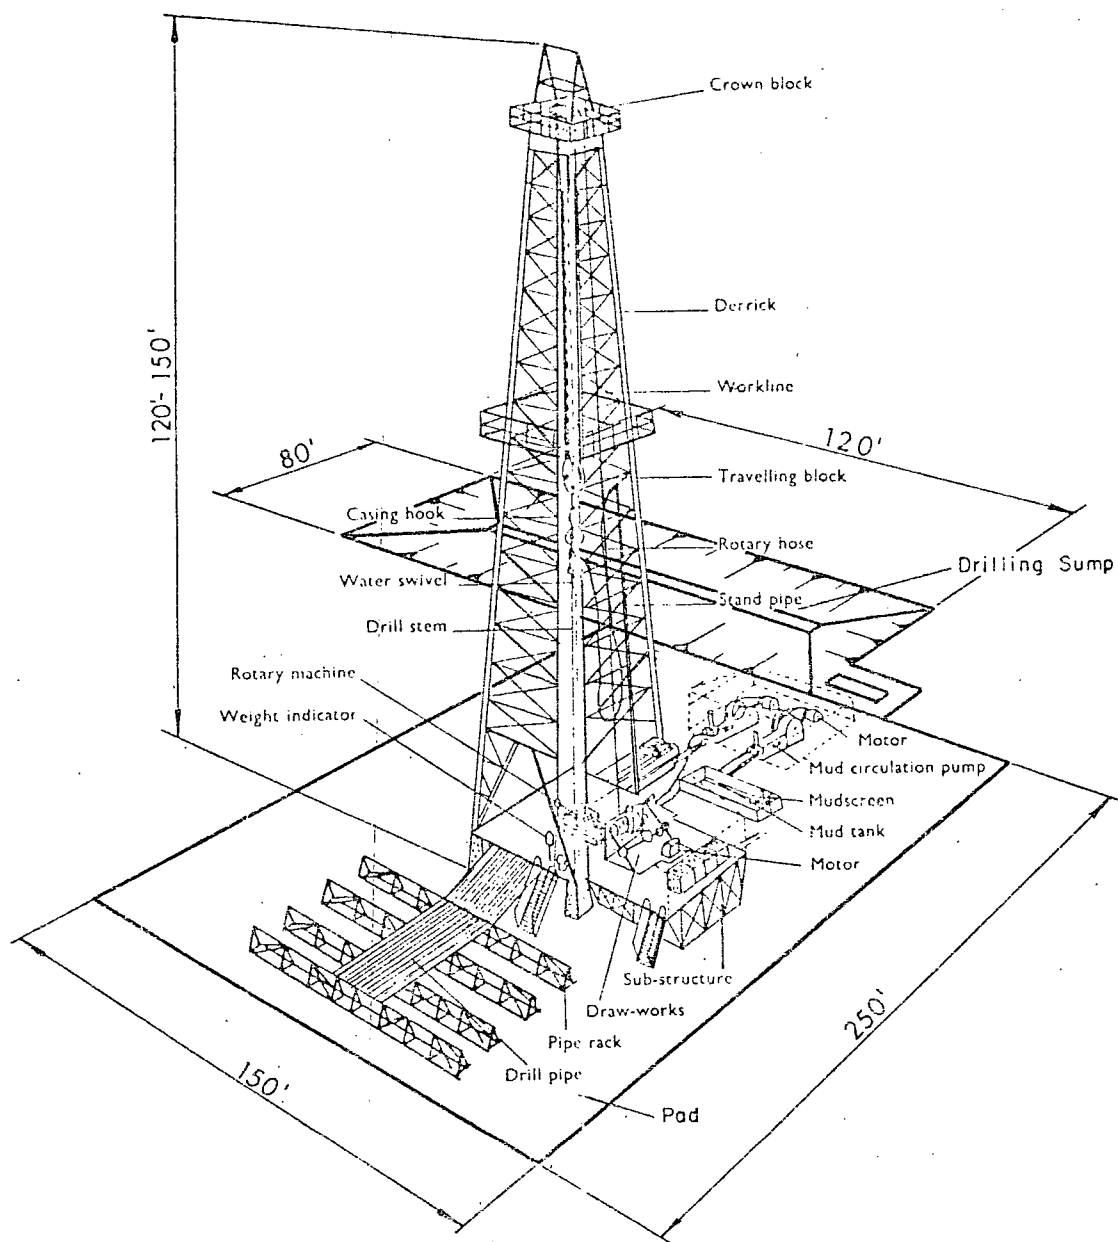 Crown block
120'- 150'
Derrick
Workline
120'
80'
Travelling block
Casing hook
Rotary hose
Drilling Sump
Water swivel
Stand pipe
Drill stem
Rotary machine
Weight indicator
Motor
Mud circulation pump
Mudscreen
Mud tank
Motor
Sub-structure
Draw-works
250'
Pipe rack
Drill pipe
150'
Pad